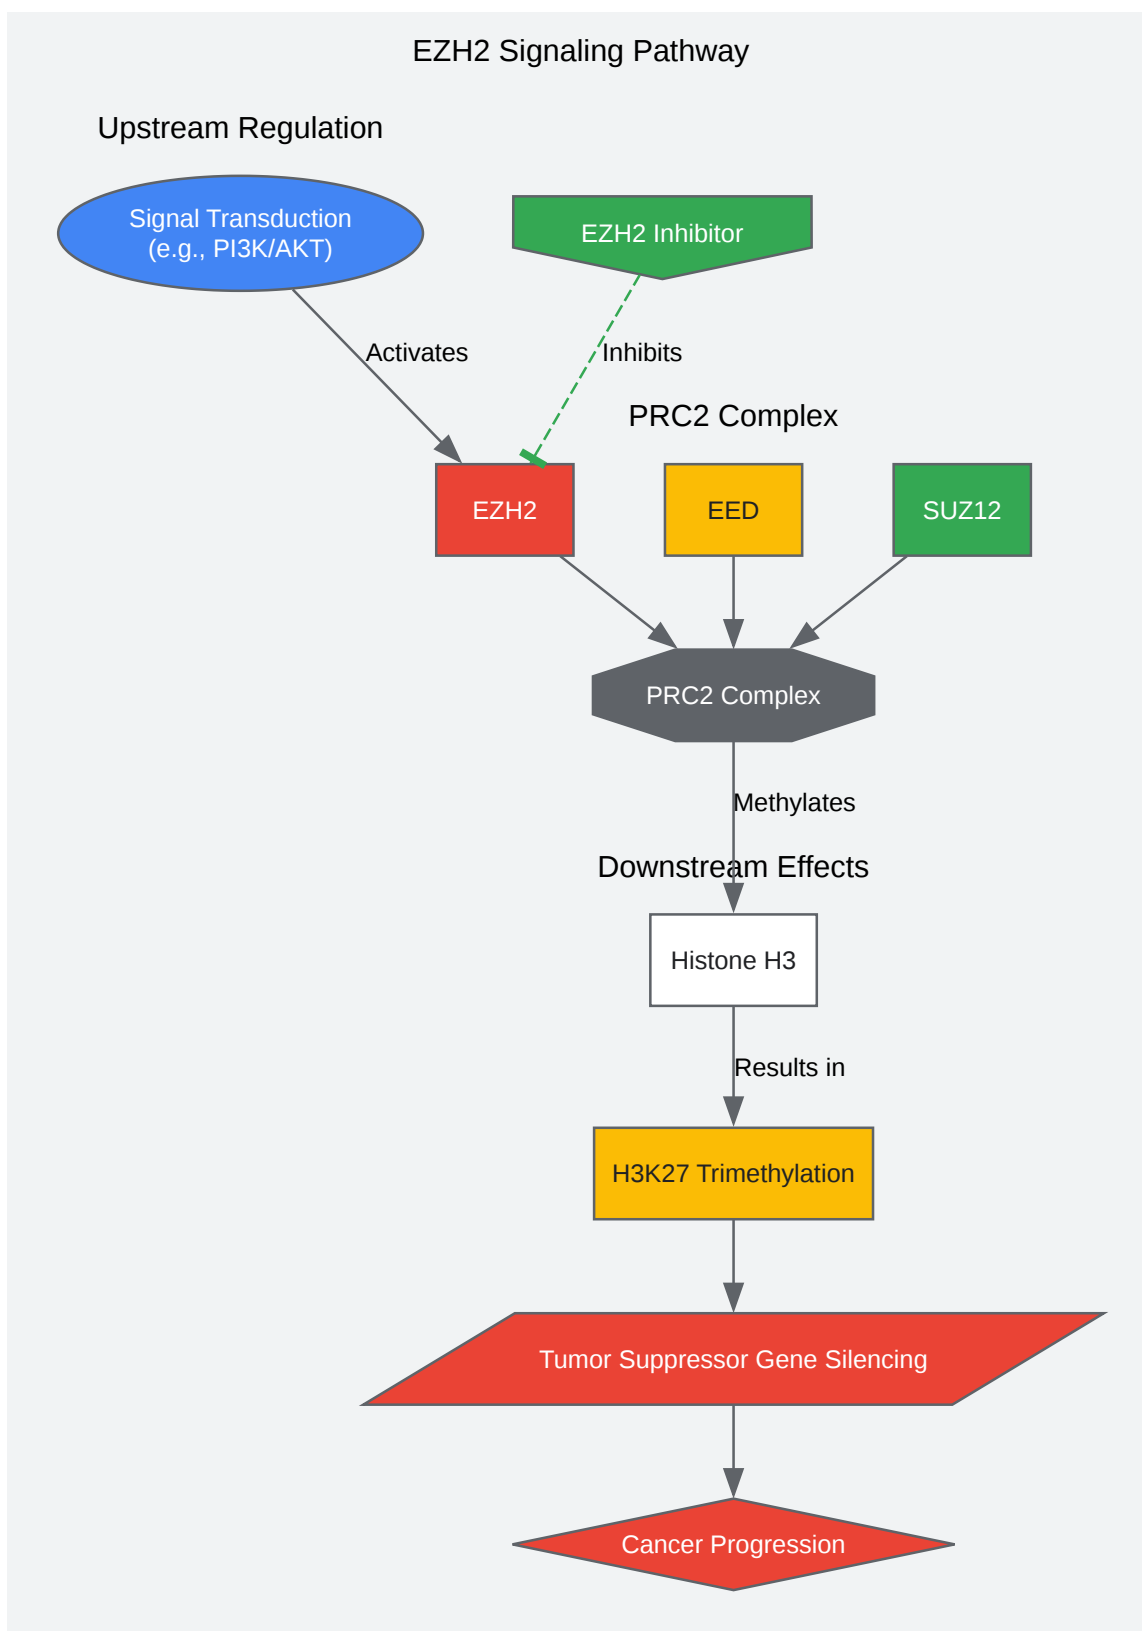 EZH2 Signaling Pathway
Upstream Regulation
Signal Transduction
(e.g., PI3K/AKT)
EZH2 Inhibitor
Activates
Inhibits
PRC2 Complex
EZH2
EED
SUZ12
PRC2 Complex
Methylates
Downstream Effects
Histone H3
Results in
H3K27 Trimethylation
Tumor Suppressor Gene Silencing
Cancer Progression